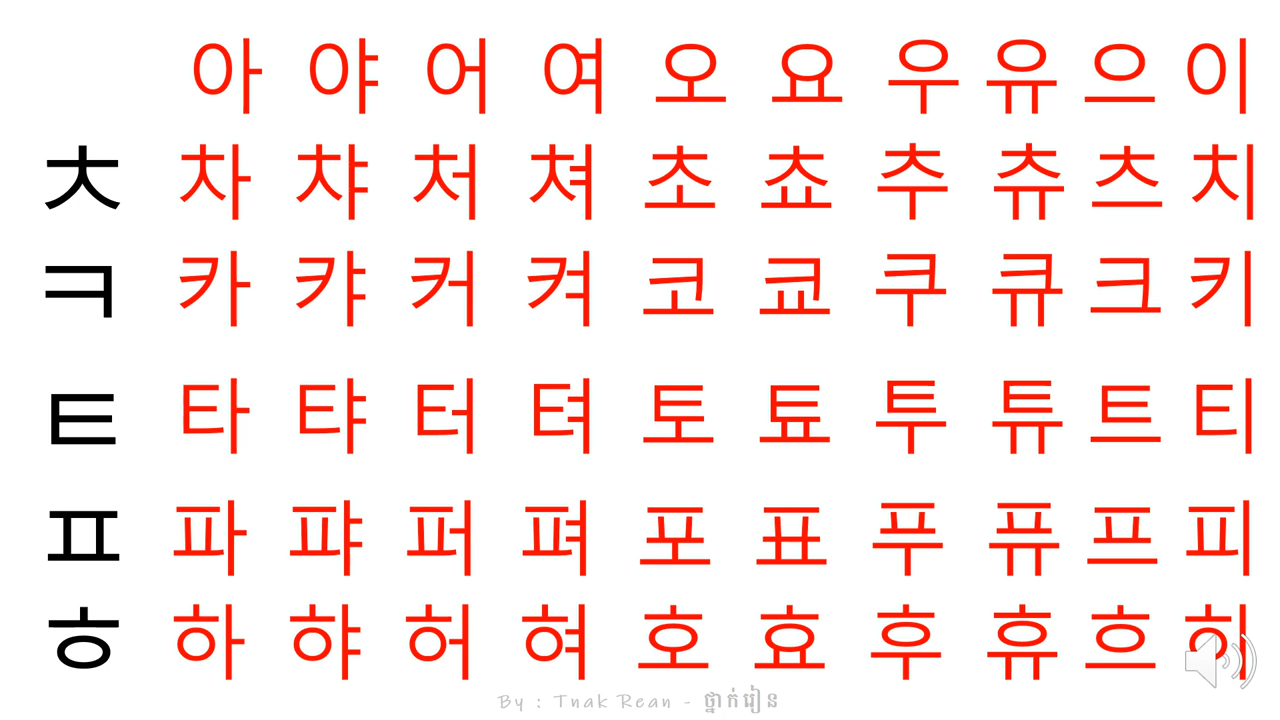 아 야 어 여 오 요 우 유 으 이
ㅊ 차 챠 처 쳐 초 쵸 추 츄 츠 치
ㅋ 카 캬 커 켜 코 쿄 쿠 큐 크 키
ㅌ 타 탸 터 텨 토 툐 투 튜 트 티
ㅍ 파 퍄 퍼 펴 포 표 푸 퓨 프 피
ㅎ 하 햐 허 혀 호 효 후 휴 흐 히
By : Tnak Rean - ថ្នាក់រៀន